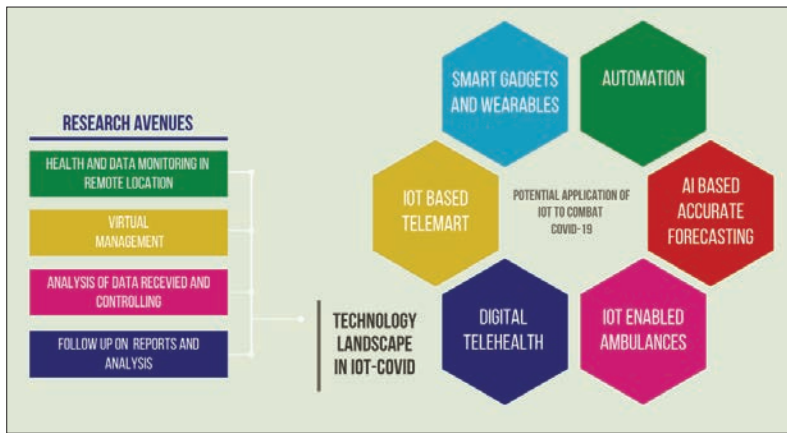 RESEARCH AVENUES
HEALTH AND DATA MONITORING IN
REMOTE LOCATION
VIRTUAL
MANAGEMENT
ANALYSIS OF DATA RECEVIED AND
CONTROLLING
FOLLOW UP ON REPORTS AND
ANALYSIS
TECHNOLOGY
LANDSCAPE
IN IOT-COVID
SMART GADGETS
AND WEARABLES
AUTOMATION
IOT BASED
TELEMART
POTENTIAL APPLICATION OF
IOT TO COMBAT
COVID-19
AI BASED
ACCURATE
FORECASTING
DIGITAL
TELEHEALTH
IOT ENABLED
AMBULANCES